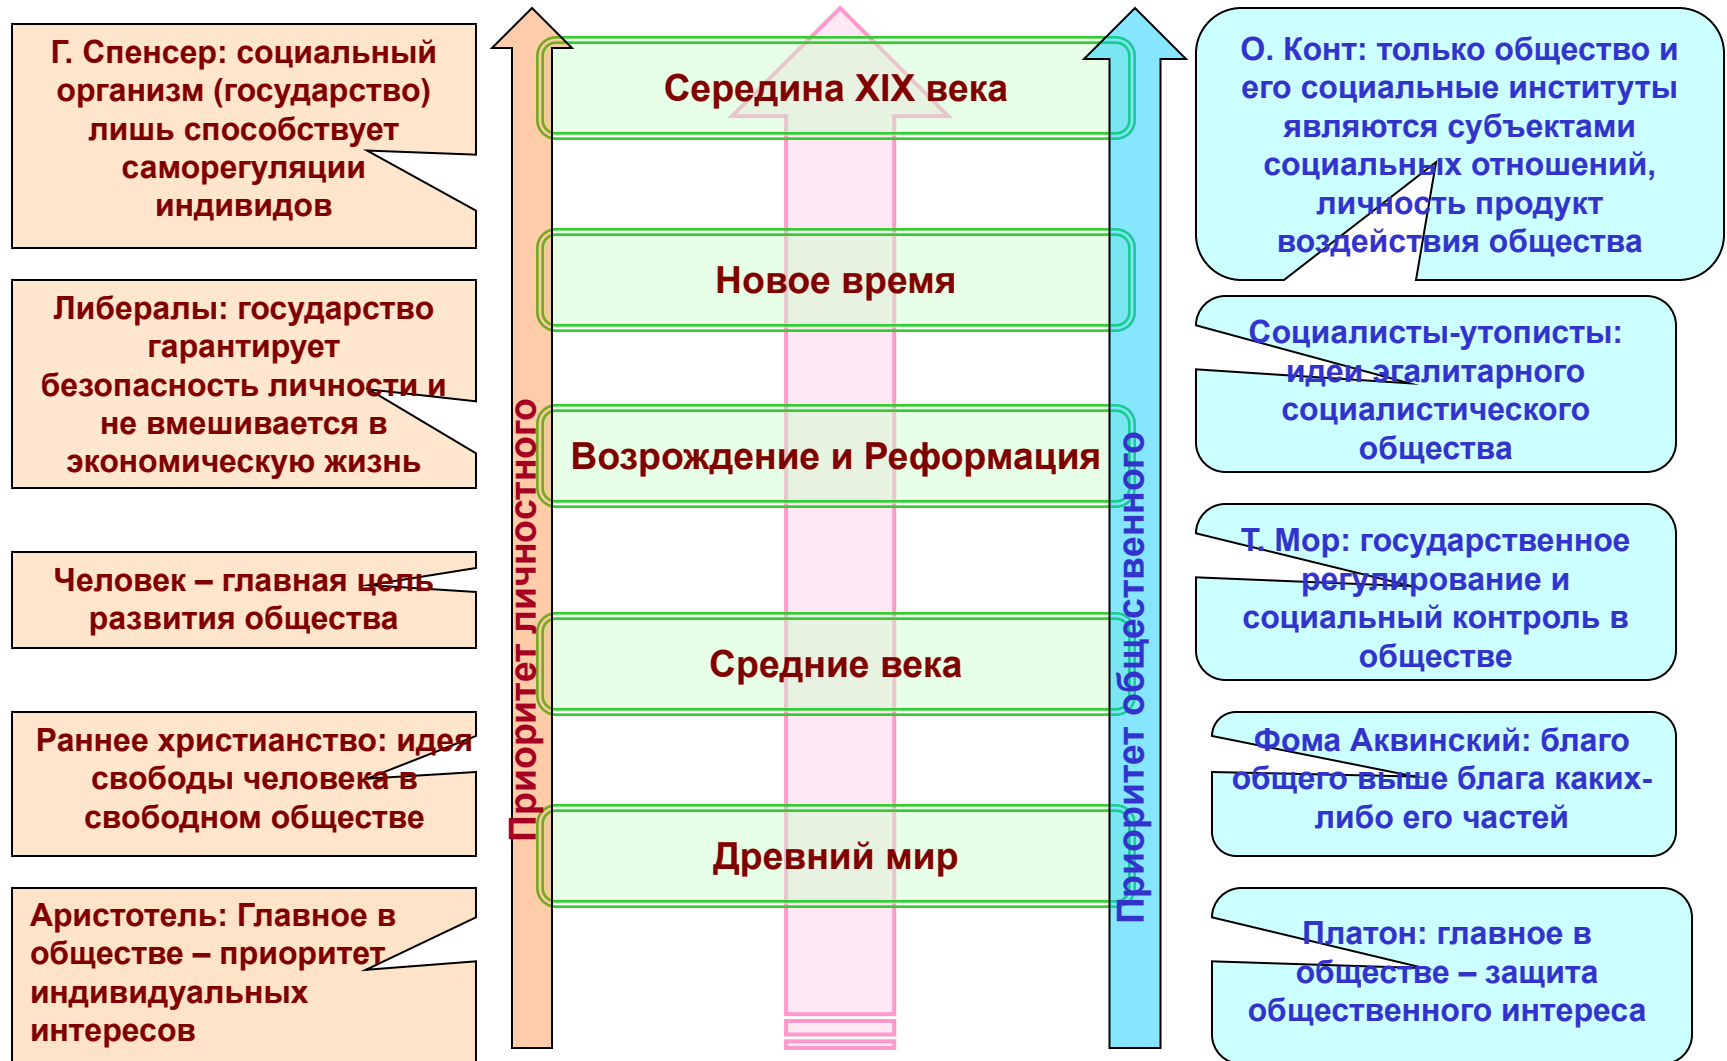 Г. Спенсер: социальный
организм (государство)
лишь способствует
саморегуляции
индивидов
Либералы: государство
гарантирует
безопасность личности и
не вмешивается в
экономическую жизнь
Человек – главная цель
развития общества
Раннее христианство: идея
свободы человека в
свободном обществе
Аристотель: Главное в
обществе – приоритет
индивидуальных
интересов
Приоритет личностного
Середина XIX века
Новое время
Возрождение и Реформация
Средние века
Древний мир
Приоритет общественного
О. Конт: только общество и
его социальные институты
являются субъектами
социальных отношений,
личность продукт
воздействия общества
Социалисты-утописты:
идеи эгалитарного
социалистического
общества
Т. Мор: государственное
регулирование и
социальный контроль в
обществе
Фома Аквинский: благо
общего выше блага каких-
либо его частей
Платон: главное в
обществе – защита
общественного интереса